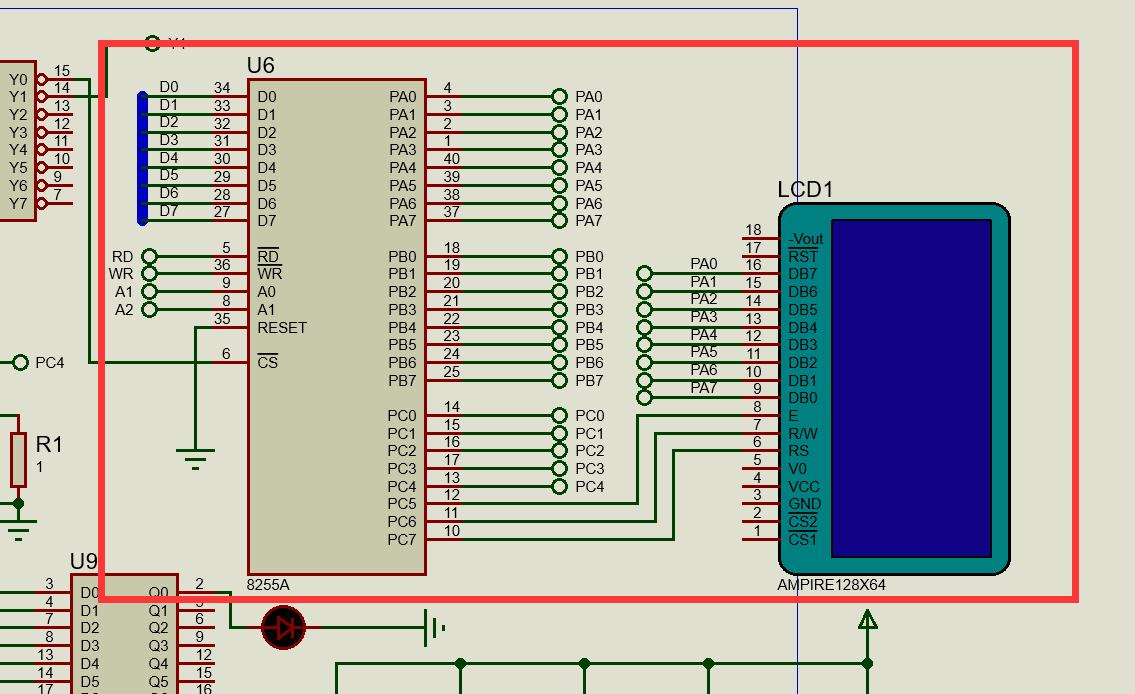 Y1
U6
Y0 15
Y1 14
Y2 13
Y3 12
Y4 11
Y5 10
Y6 9
Y7 7
D0 34 D0
D1 33 D1
D2 32 D2
D3 31 D3
D4 30 D4
D5 29 D5
D6 28 D6
D7 27 D7
RD 5 RD
WR 36 WR
A1 9 A0
A2 8 A1
35 RESET
6 CS
PA0 4 PA0
PA1 3 PA1
PA2 2 PA2
PA3 1 PA3
PA4 40 PA4
PA5 39 PA5
PA6 38 PA6
PA7 37 PA7
PB0 18 PB0
PB1 19 PB1
PB2 20 PB2
PB3 21 PB3
PB4 22 PB4
PB5 23 PB5
PB6 24 PB6
PB7 25 PB7
PC0 14 PC0
PC1 15 PC1
PC2 16 PC2
PC3 17 PC3
PC4 13 PC4
PC5 12
PC6 11
PC7 10
8255A
LCD1
18 -Vout
17 RST
PA0 16 DB7
PA1 15 DB6
PA2 14 DB5
PA3 13 DB4
PA4 12 DB3
PA5 11 DB2
PA6 10 DB1
PA7 9 DB0
8 E
7 R/W
6 RS
5 V0
4 VCC
3 GND
2 CS2
1 CS1
AMPIRE128X64
PC4
R1
1
U9
3 D0 Q0 2
4 D1 Q1 5
7 D2 Q2 6
8 D3 Q3 9
13 D4 Q4 12
14 D5 Q5 15
17 16